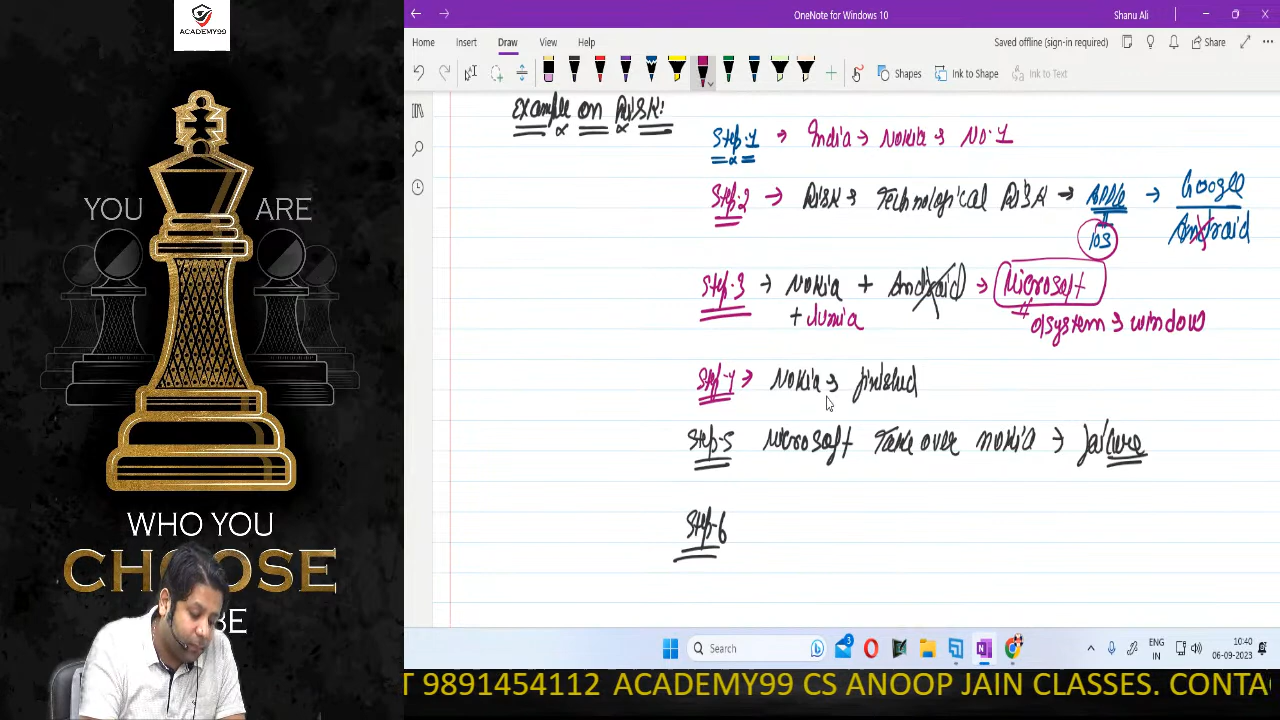 ACADEMY99
YOU ARE
WHO YOU
CHOOSE
BE
OneNote for Windows 10
Shanu Ali
Home Insert Draw View Help
Saved offline (sign-in required)
Share
Shapes
Ink to Shape
Ink to Text
Example on Risk:
Step-1 → India → Nokia → No.1
Step-2 → Risk → Technological Risk → Apple → Google
ios
Android
Step-3 → Nokia + Android → Microsoft
+ Lumia
o/system → window
Step-4 → Nokia → finished
Step-5 Microsoft Take over Nokia → failure
Step-6
Search
3
ENG
IN
10:40
06-09-2023
T 9891454112 ACADEMY99 CS ANOOP JAIN CLASSES. CONTA